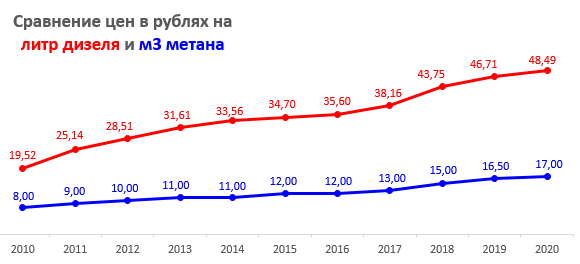 Сравнение цен в рублях на
литр дизеля и м3 метана
19,52 25,14 28,51 31,61 33,56 34,70 35,60 38,16 43,75 46,71 48,49
8,00 9,00 10,00 11,00 11,00 12,00 12,00 13,00 15,00 16,50 17,00
2010 2011 2012 2013 2014 2015 2016 2017 2018 2019 2020